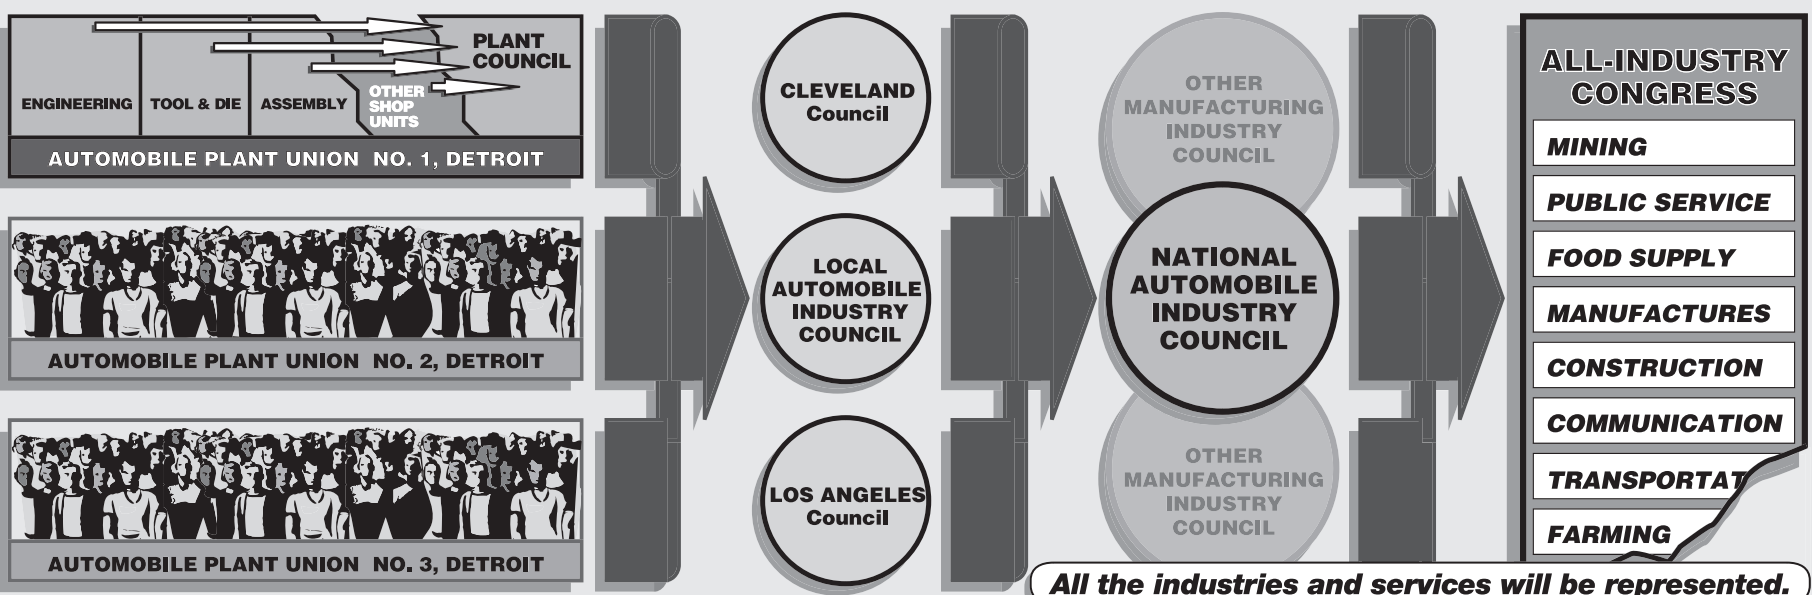 PLANT
COUNCIL
ENGINEERING
TOOL & DIE
ASSEMBLY
OTHER
SHOP
UNITS
AUTOMOBILE PLANT UNION NO. 1, DETROIT
AUTOMOBILE PLANT UNION NO. 2, DETROIT
AUTOMOBILE PLANT UNION NO. 3, DETROIT
CLEVELAND
Council
LOCAL
AUTOMOBILE
INDUSTRY
COUNCIL
LOS ANGELES
Council
OTHER
MANUFACTURING
INDUSTRY
COUNCIL
NATIONAL
AUTOMOBILE
INDUSTRY
COUNCIL
OTHER
MANUFACTURING
INDUSTRY
COUNCIL
ALL-INDUSTRY
CONGRESS
MINING
PUBLIC SERVICE
FOOD SUPPLY
MANUFACTURES
CONSTRUCTION
COMMUNICATION
TRANSPORTAT
FARMING
All the industries and services will be represented.